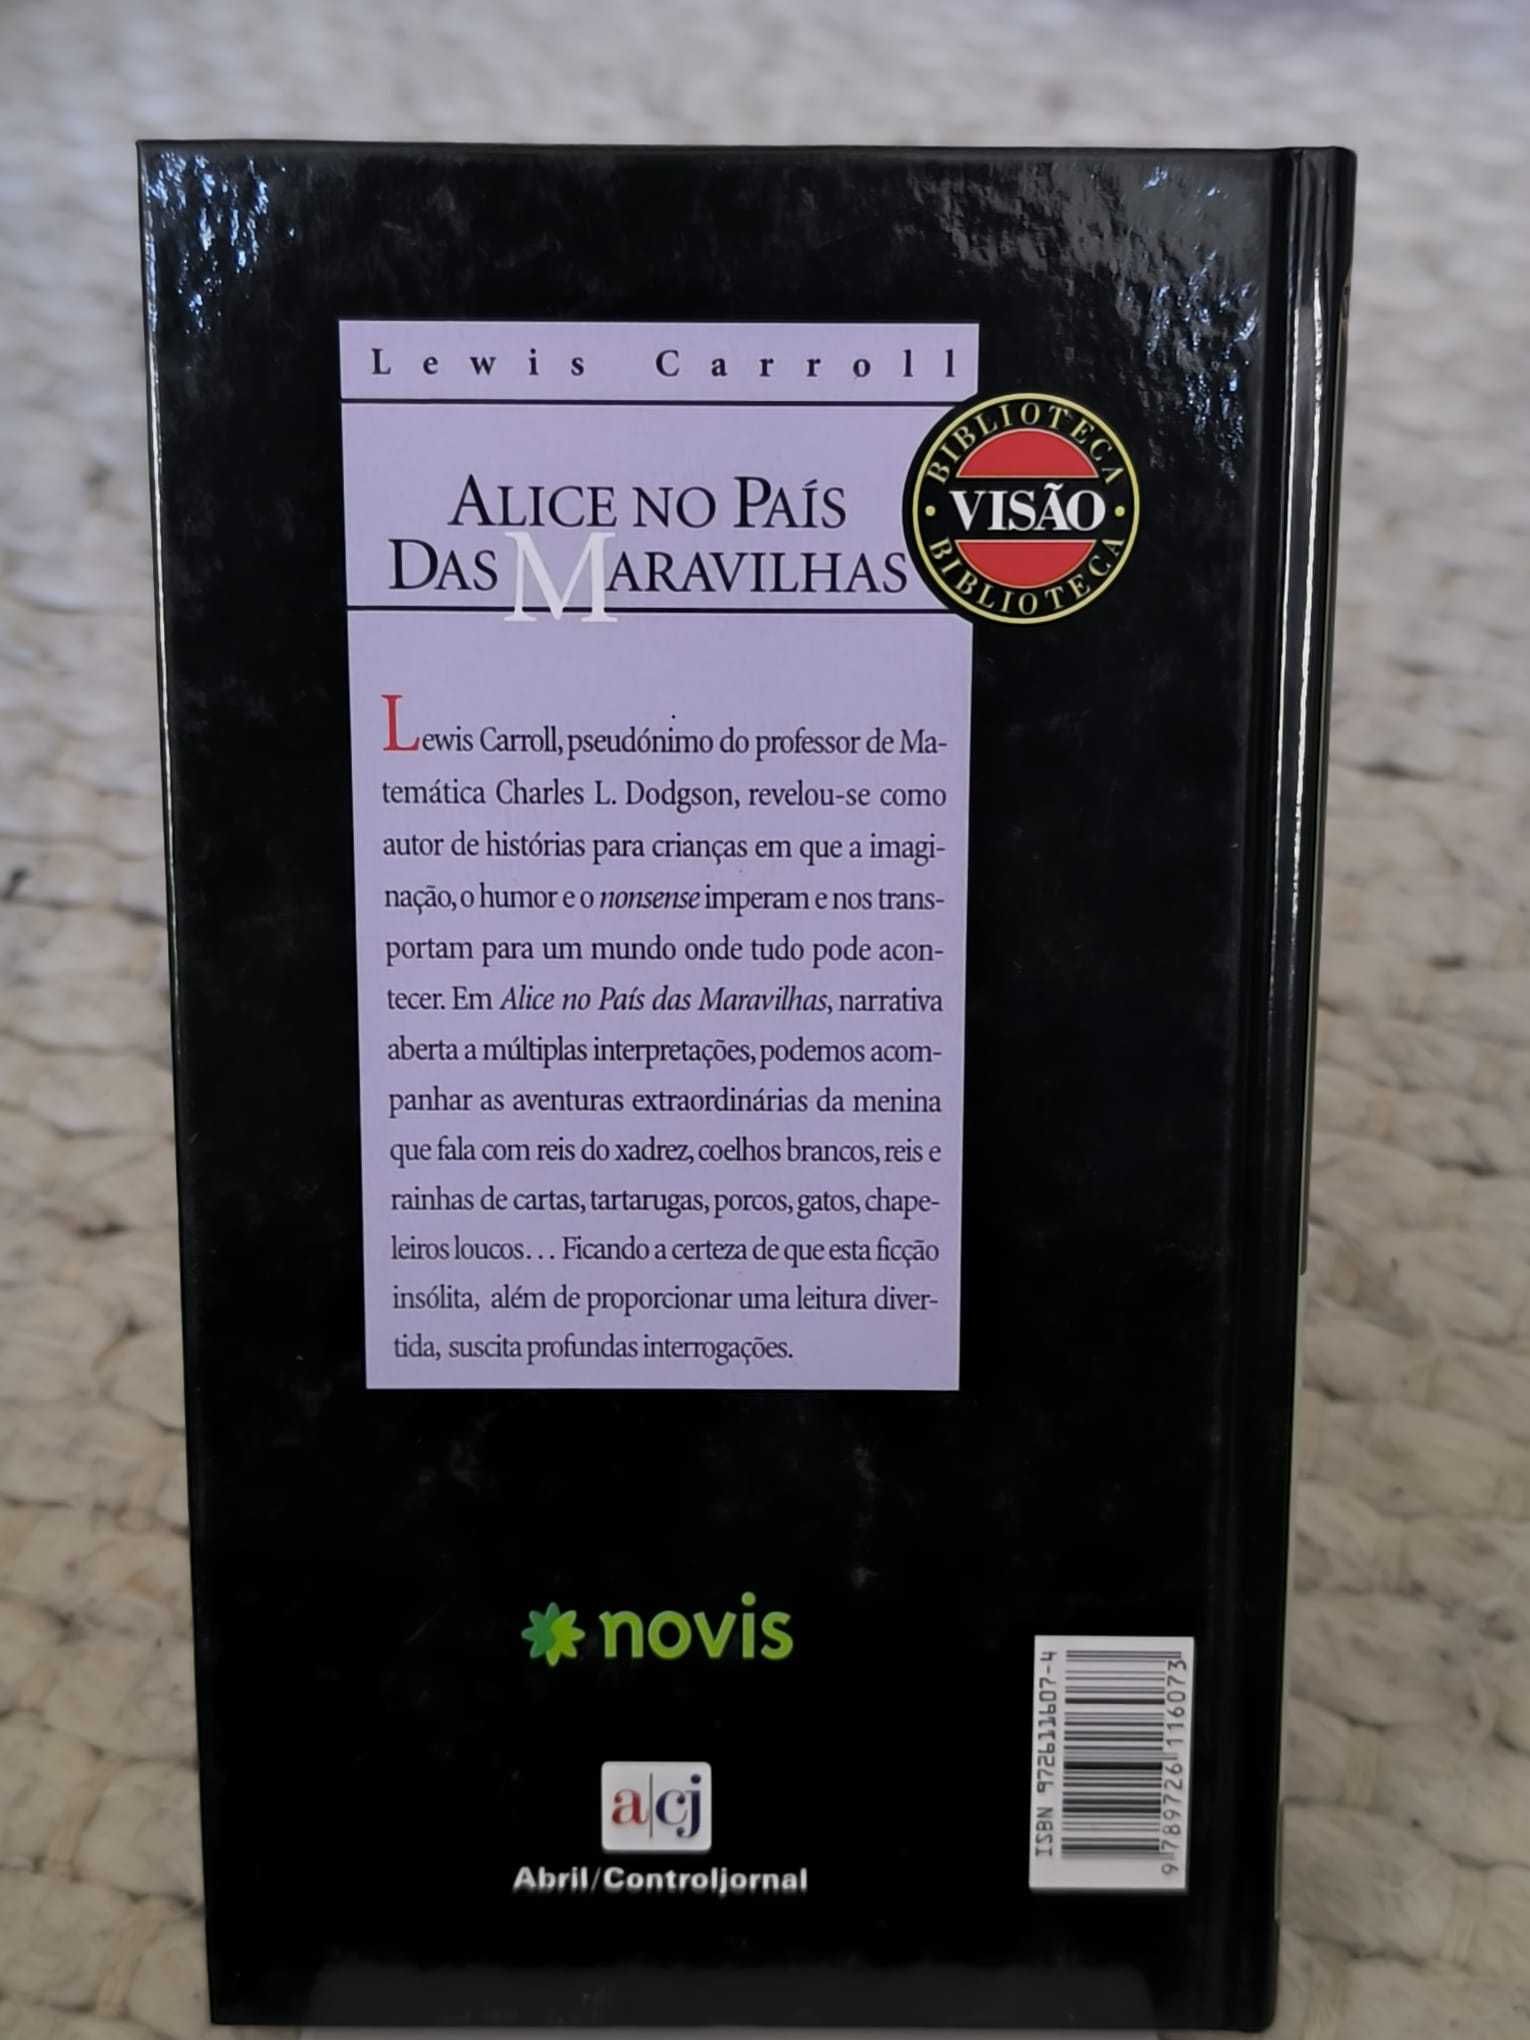 Lewis Carroll
ALICE NO PAÍS
DAS MARAVILHAS
BIBLIOTECA
VISÃO
BIBLIOTECA
Lewis Carroll, pseudónimo do professor de Ma-
temática Charles L. Dodgson, revelou-se como
autor de histórias para crianças em que a imagi-
nação, o humor e o nonsense imperam e nos trans-
portam para um mundo onde tudo pode acon-
tecer. Em Alice no País das Maravilhas, narrativa
aberta a múltiplas interpretações, podemos acom-
panhar as aventuras extraordinárias da menina
que fala com reis do xadrez, coelhos brancos, reis e
rainhas de cartas, tartarugas, porcos, gatos, chape-
leiros loucos... Ficando a certeza de que esta ficção
insólita, além de proporcionar uma leitura diver-
tida, suscita profundas interrogações.
novis
a|cj
Abril/Controljornal
ISBN 972611607-4
9789726116073